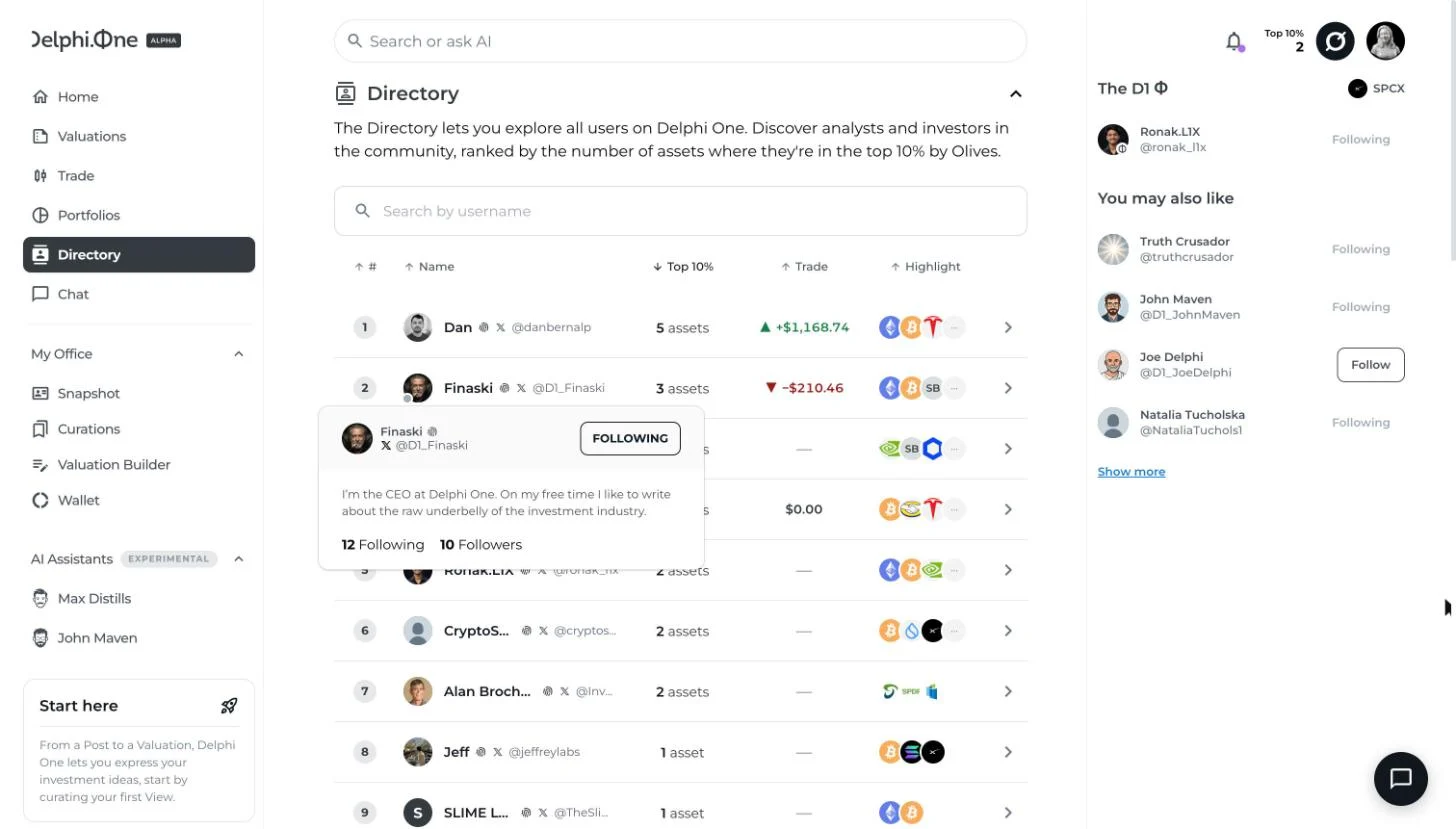 Delphi.One ALPHA
Home
Valuations
Trade
Portfolios
Directory
Chat
My Office
Snapshot
Curations
Valuation Builder
Wallet
AI Assistants EXPERIMENTAL
Max Distills
John Maven
Start here
From a Post to a Valuation, Delphi
One lets you express your
investment ideas, start by
curating your first View.
Search or ask AI
Directory
The Directory lets you explore all users on Delphi One. Discover analysts and investors in
the community, ranked by the number of assets where they're in the top 10% by Olives.
Search by username
# Name Top 10% Trade Highlight
1 Dan @danbernalp 5 assets +$1,168.74
2 Finaski @D1_Finaski 3 assets −$210.46 SB
Finaski
@D1_Finaski
FOLLOWING
I'm the CEO at Delphi One. On my free time I like to write
about the raw underbelly of the investment industry.
12 Following 10 Followers
— SB
$0.00
5 Ronak.L1X 2 assets —
6 CryptoS... @cryptos... 2 assets —
7 Alan Broch... @Inv... 2 assets — SPDF
8 Jeff @jeffreylabs 1 asset —
9 S SLIME L... @TheSli... 1 asset —
Top 10%
2
The D1 Φ SPCX
Ronak.L1X
@ronak_l1x
Following
You may also like
Truth Crusador
@truthcrusador
Following
John Maven
@D1_JohnMaven
Following
Joe Delphi
@D1_JoeDelphi
Follow
Natalia Tucholska
@NataliaTuchols1
Following
Show more